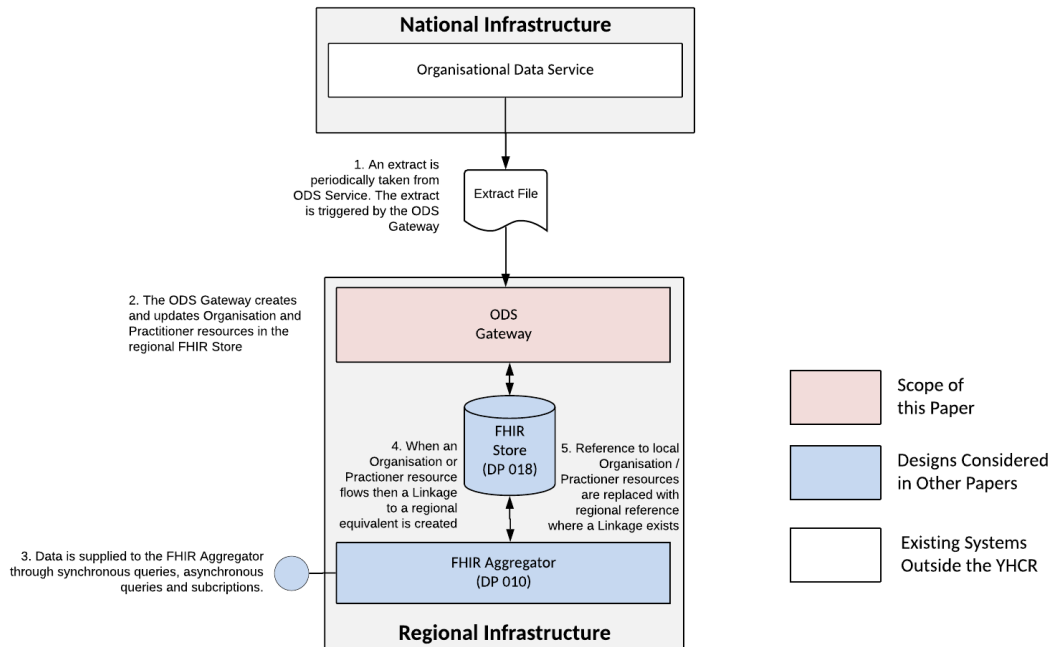 National Infrastructure
Organisational Data Service
1. An extract is
periodically taken from
ODS Service. The extract
is triggered by the ODS
Gateway
Extract File
2. The ODS Gateway creates
and updates Organisation and
Practitioner resources in the
regional FHIR Store
ODS
Gateway
FHIR
Store
(DP 018)
4. When an
Organisation or
Practioner resource
flows then a Linkage
to a regional
equivalent is created
5. Reference to local
Organisation /
Practioner resources
are replaced with
regional reference
where a Linkage exists
3. Data is supplied to the FHIR Aggregator
through synchronous queries, asynchronous
queries and subcriptions.
FHIR Aggregator
(DP 010)
Regional Infrastructure
Scope of
this Paper
Designs Considered
in Other Papers
Existing Systems
Outside the YHCR